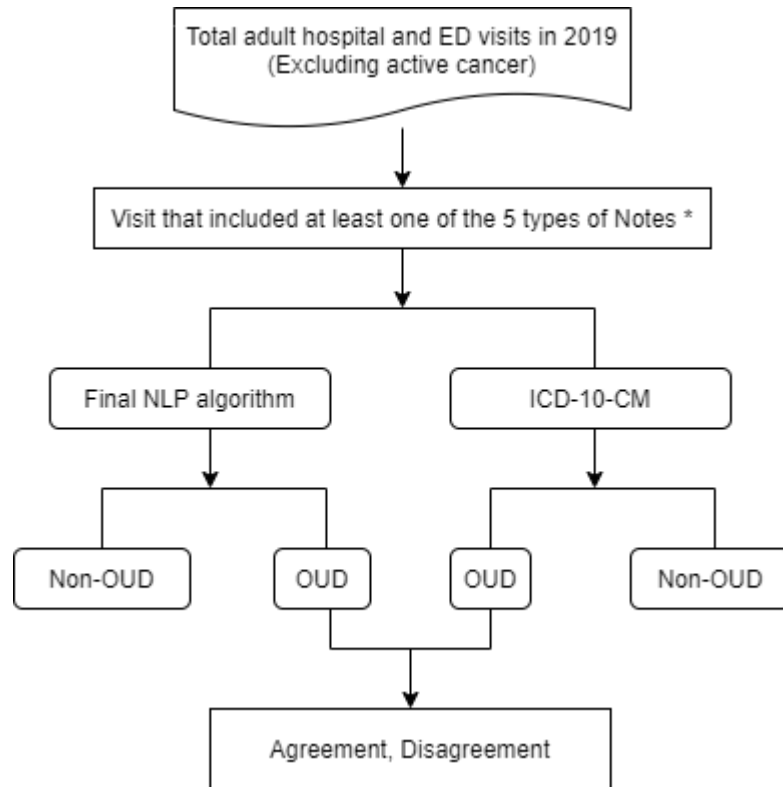 Total adult hospital and ED visits in 2019
(Excluding active cancer)
Visit that included at least one of the 5 types of Notes *
Final NLP algorithm
ICD-10-CM
Non-OUD
OUD
OUD
Non-OUD
Agreement, Disagreement